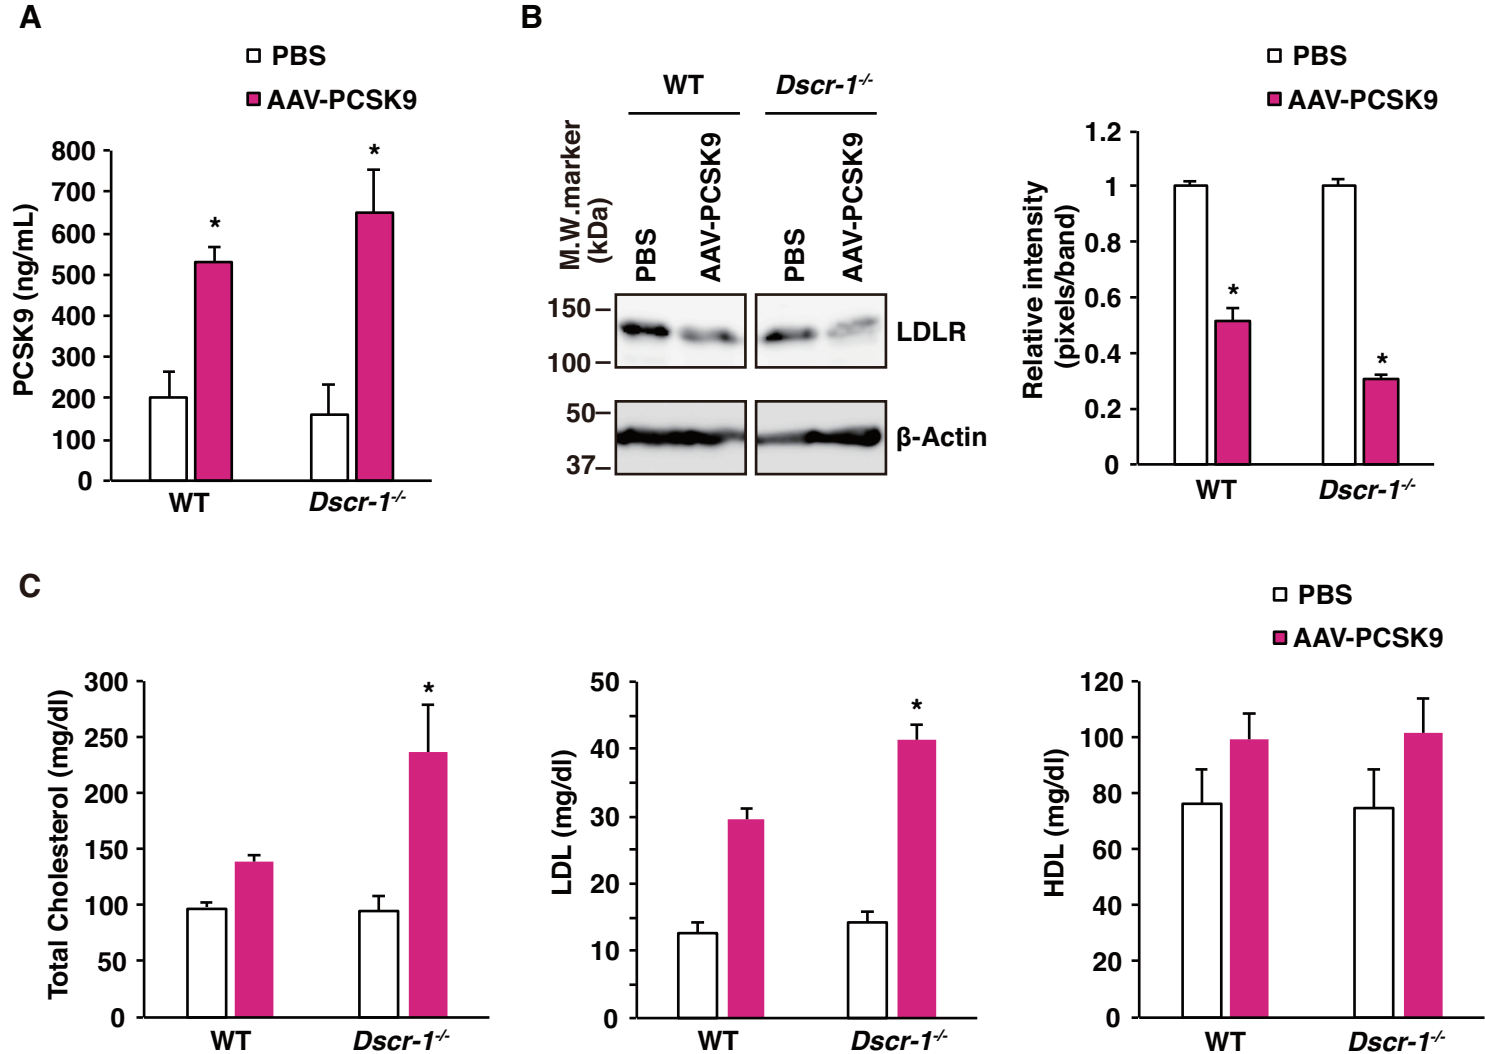 A
PBS
AAV-PCSK9
PCSK9 (ng/mL)
800
700
600
500
400
300
200
100
0
*
*
WT
Dscr-1-/-
B
WT
Dscr-1-/-
M.W.marker
(kDa)
PBS
AAV-PCSK9
PBS
AAV-PCSK9
150
100
LDLR
50
37
β-Actin
PBS
AAV-PCSK9
Relative intensity
(pixels/band)
1.2
1
0.8
0.6
0.4
0.2
0
*
*
WT
Dscr-1-/-
C
PBS
AAV-PCSK9
Total Cholesterol (mg/dl)
300
250
200
150
100
50
0
*
WT
Dscr-1-/-
LDL (mg/dl)
50
40
30
20
10
0
*
WT
Dscr-1-/-
HDL (mg/dl)
120
100
80
60
40
20
0
WT
Dscr-1-/-